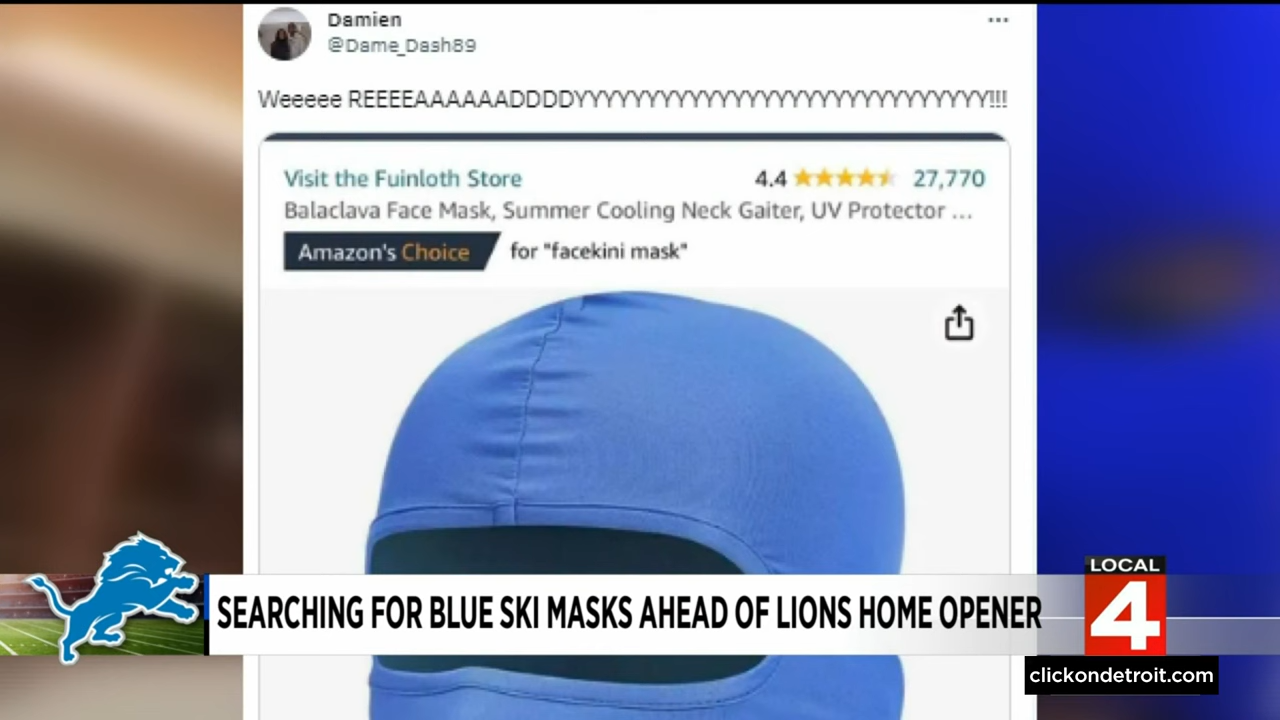 Damien
@Dame_Dash89
Weeeee REEEEAAAAAADDDDYYYYYYYYYYYYYYYYYYYYYYYYYYYYYYYYYY!!!
Visit the Fuinloth Store 4.4 27,770
Balaclava Face Mask, Summer Cooling Neck Gaiter, UV Protector ...
Amazon's Choice for "facekini mask"
SEARCHING FOR BLUE SKI MASKS AHEAD OF LIONS HOME OPENER
LOCAL
4
clickondetroit.com